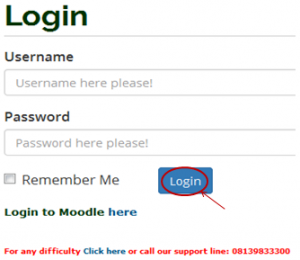 Login
Username
Username here please!
Password
Password here please!
Remember Me
Login
Login to Moodle here
For any difficulty Click here or call our support line: 08139833300